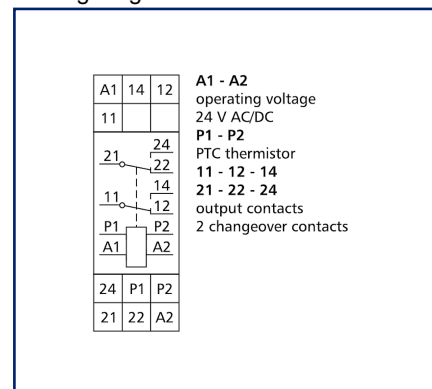 A1 14 12
11
21 24
22
11 14
12
P1 P2
A1 A2
24 P1 P2
21 22 A2
A1 - A2
operating voltage
24 V AC/DC
P1 - P2
PTC thermistor
11 - 12 - 14
21 - 22 - 24
output contacts
2 changeover contacts